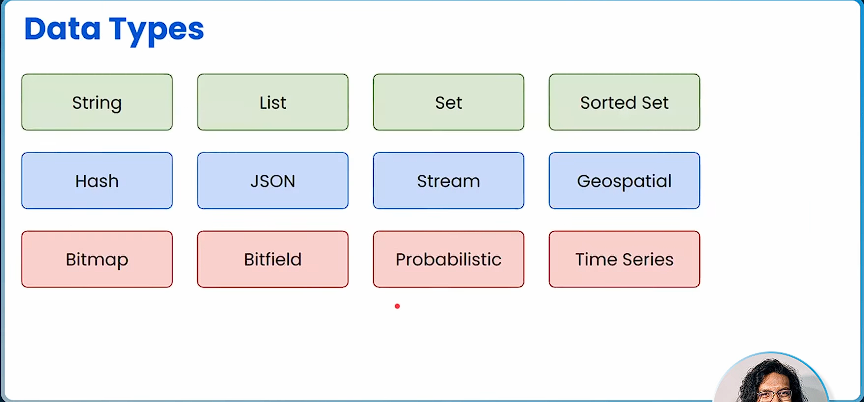 Data Types
String List Set Sorted Set
Hash JSON Stream Geospatial
Bitmap Bitfield Probabilistic Time Series